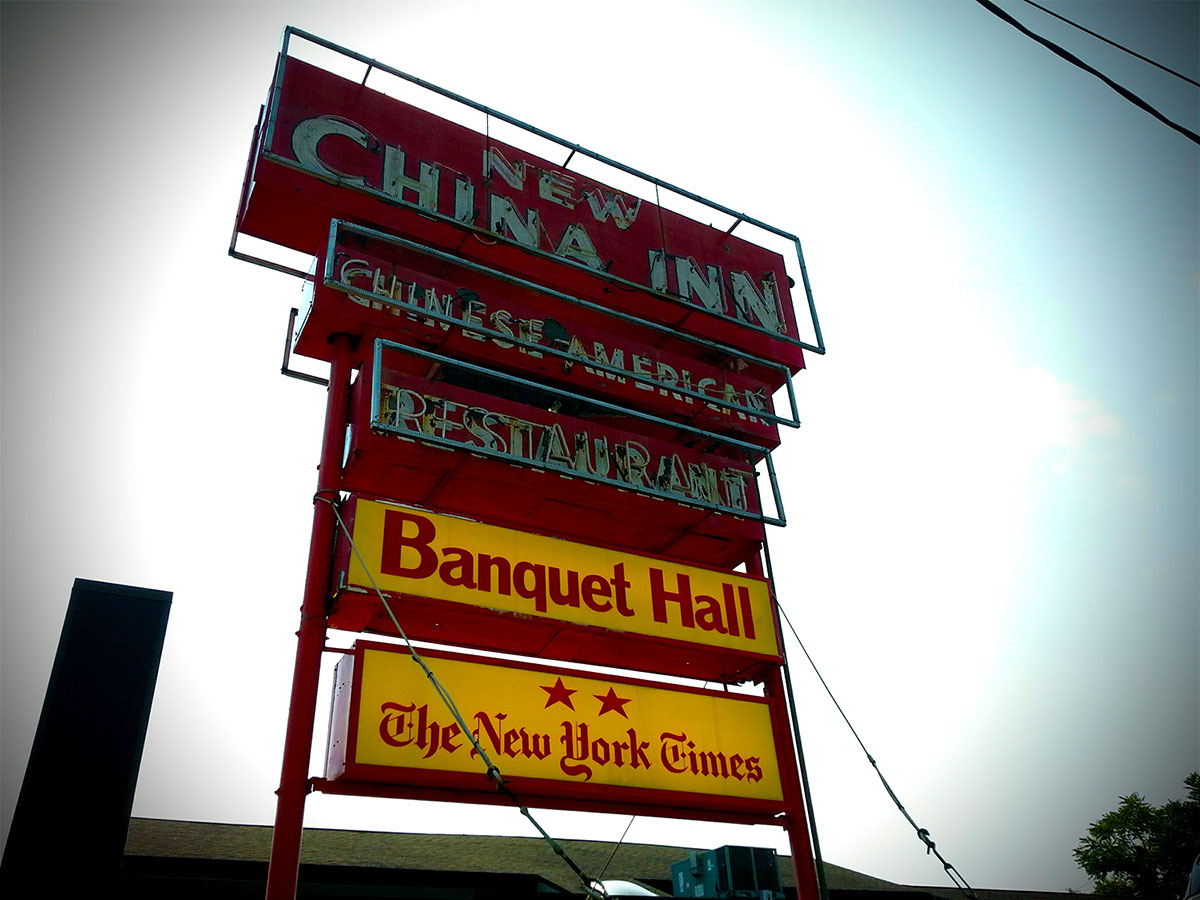 NEW
CHINA INN
CHINESE AMERICAN
RESTAURANT
Banquet Hall
The New York Times